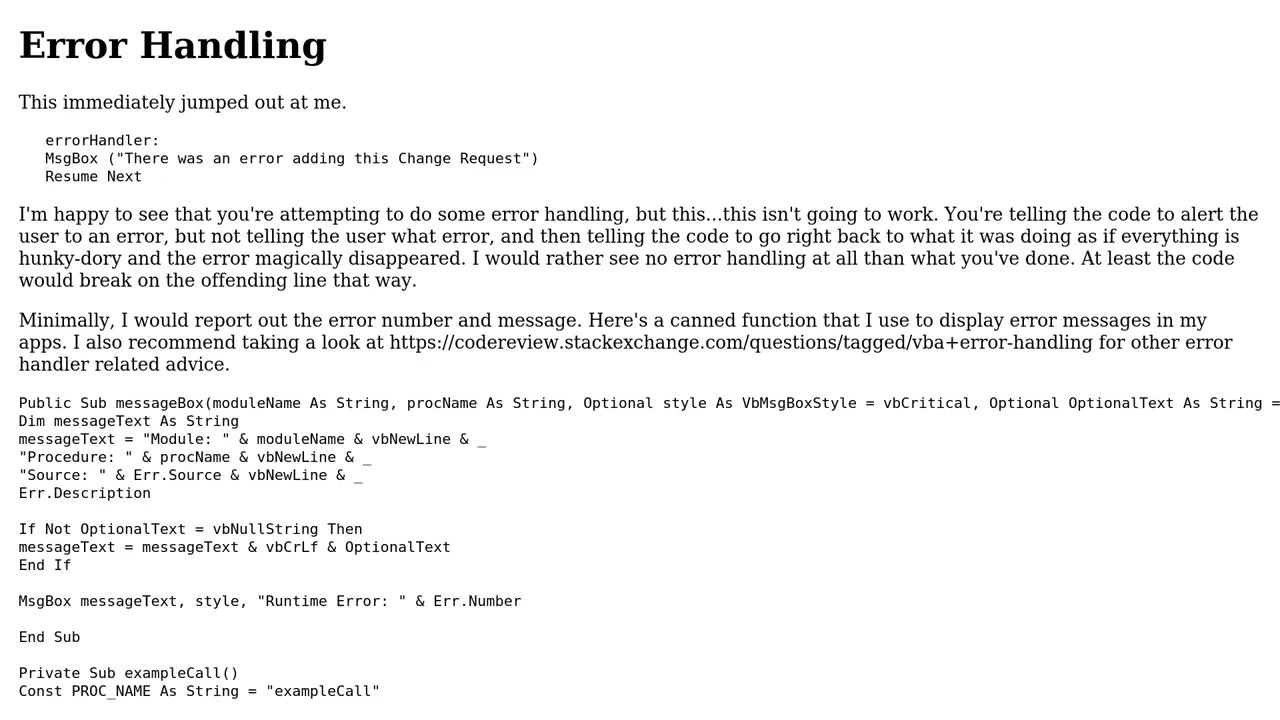 Error Handling
This immediately jumped out at me.
errorHandler:
MsgBox ("There was an error adding this Change Request")
Resume Next
I'm happy to see that you're attempting to do some error handling, but this...this isn't going to work. You're telling the code to alert the
user to an error, but not telling the user what error, and then telling the code to go right back to what it was doing as if everything is
hunky-dory and the error magically disappeared. I would rather see no error handling at all than what you've done. At least the code
would break on the offending line that way.
Minimally, I would report out the error number and message. Here's a canned function that I use to display error messages in my
apps. I also recommend taking a look at https://codereview.stackexchange.com/questions/tagged/vba+error-handling for other error
handler related advice.
Public Sub messageBox(moduleName As String, procName As String, Optional style As VbMsgBoxStyle = vbCritical, Optional OptionalText As String =
Dim messageText As String
messageText = "Module: " & moduleName & vbNewLine & _
"Procedure: " & procName & vbNewLine & _
"Source: " & Err.Source & vbNewLine & _
Err.Description
If Not OptionalText = vbNullString Then
messageText = messageText & vbCrLf & OptionalText
End If
MsgBox messageText, style, "Runtime Error: " & Err.Number
End Sub
Private Sub exampleCall()
Const PROC_NAME As String = "exampleCall"